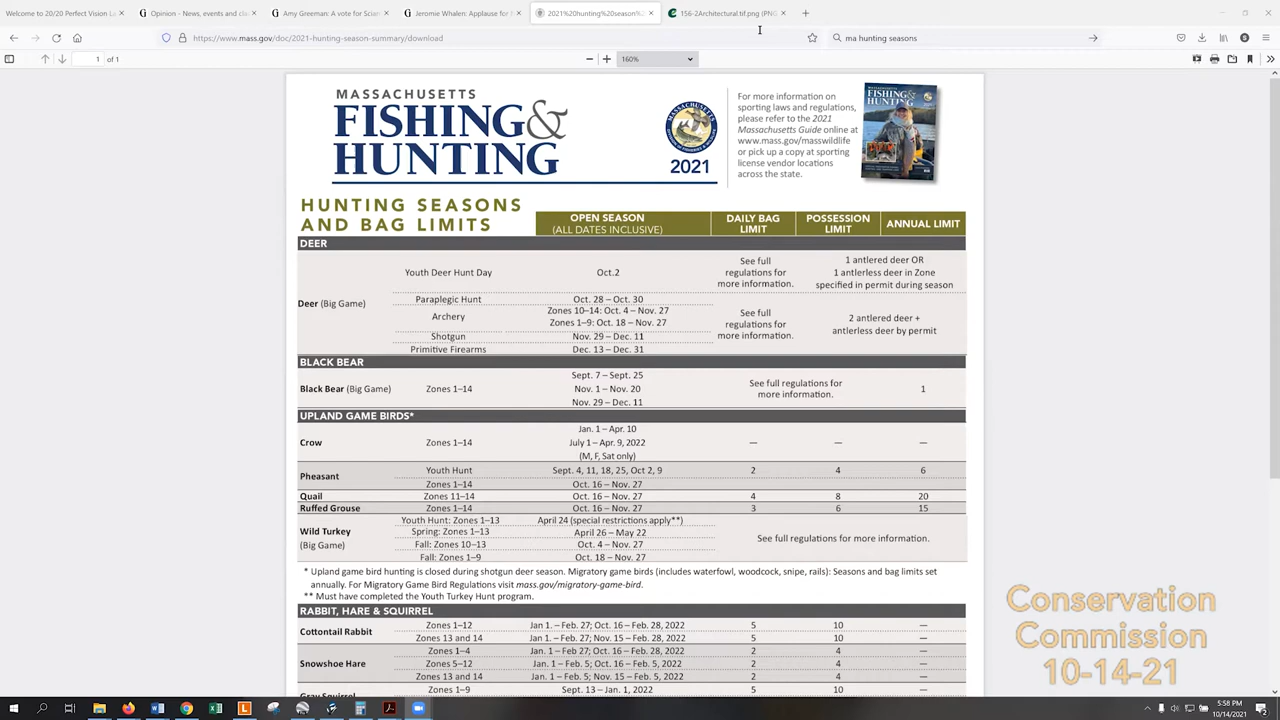 Welcome to 20/20 Perfect Vision L
Opinion - News, events and cl
Amy Greeman: A vote for Scie
Jeromie Whalen: Applause for
2021%20hunting%20season%
156-2Architectural.tif.png (PNG
https://www.mass.gov/doc/2021-hunting-season-summary/download
ma hunting seasons
1 of 1
160%
MASSACHUSETTS
FISHING&
HUNTING
2021
For more information on
sporting laws and regulations,
please refer to the 2021
Massachusetts Guide online at
www.mass.gov/masswildlife
or pick up a copy at sporting
license vendor locations
across the state.
FISHING & HUNTING
HUNTING SEASONS
AND BAG LIMITS
OPEN SEASON (ALL DATES INCLUSIVE) DAILY BAG LIMIT POSSESSION LIMIT ANNUAL LIMIT
DEER
Deer (Big Game)
Youth Deer Hunt Day Oct.2 See full regulations for more information. 1 antlered deer OR 1 antlerless deer in Zone specified in permit during season
Paraplegic Hunt Oct. 28 – Oct. 30
Archery Zones 10–14: Oct. 4 – Nov. 27
Zones 1–9: Oct. 18 – Nov. 27
See full regulations for more information. 2 antlered deer + antlerless deer by permit
Shotgun Nov. 29 – Dec. 11
Primitive Firearms Dec. 13 – Dec. 31
BLACK BEAR
Black Bear (Big Game) Zones 1–14 Sept. 7 – Sept. 25
Nov. 1 – Nov. 20
Nov. 29 – Dec. 11
See full regulations for more information. 1
UPLAND GAME BIRDS*
Crow Zones 1–14 Jan. 1 – Apr. 10
July 1 – Apr. 9, 2022
(M, F, Sat only)
— — —
Pheasant
Youth Hunt Sept. 4, 11, 18, 25, Oct 2, 9 2 4 6
Zones 1–14 Oct. 16 – Nov. 27
Quail Zones 11–14 Oct. 16 – Nov. 27 4 8 20
Ruffed Grouse Zones 1–14 Oct. 16 – Nov. 27 3 6 15
Wild Turkey (Big Game)
Youth Hunt: Zones 1–13 April 24 (special restrictions apply**)
Spring: Zones 1–13 April 26 – May 22
Fall: Zones 10–13 Oct. 4 – Nov. 27
Fall: Zones 1–9 Oct. 18 – Nov. 27
See full regulations for more information.
* Upland game bird hunting is closed during shotgun deer season. Migratory game birds (includes waterfowl, woodcock, snipe, rails): Seasons and bag limits set
annually. For Migratory Game Bird Regulations visit mass.gov/migratory-game-bird.
** Must have completed the Youth Turkey Hunt program.
RABBIT, HARE & SQUIRREL
Cottontail Rabbit
Zones 1–12 Jan 1. – Feb. 27; Oct. 16 – Feb. 28, 2022 5 10 —
Zones 13 and 14 Jan. 1 – Feb. 27; Nov. 15 – Feb. 28, 2022 5 10 —
Snowshoe Hare
Zones 1–4 Jan. 1 – Feb 27; Oct. 16 – Feb. 28, 2022 2 4 —
Zones 5–12 Jan. 1 – Feb. 5; Oct. 16 – Feb. 5, 2022 2 4 —
Zones 13 and 14 Jan. 1 – Feb. 5; Nov. 15 – Feb. 5, 2022 2 4 —
Gray Squirrel
Zones 1–9 Sept. 13 – Jan. 1, 2022 5 10 —
Conservation
Commission
10-14-21
5:58 PM
10/14/2021